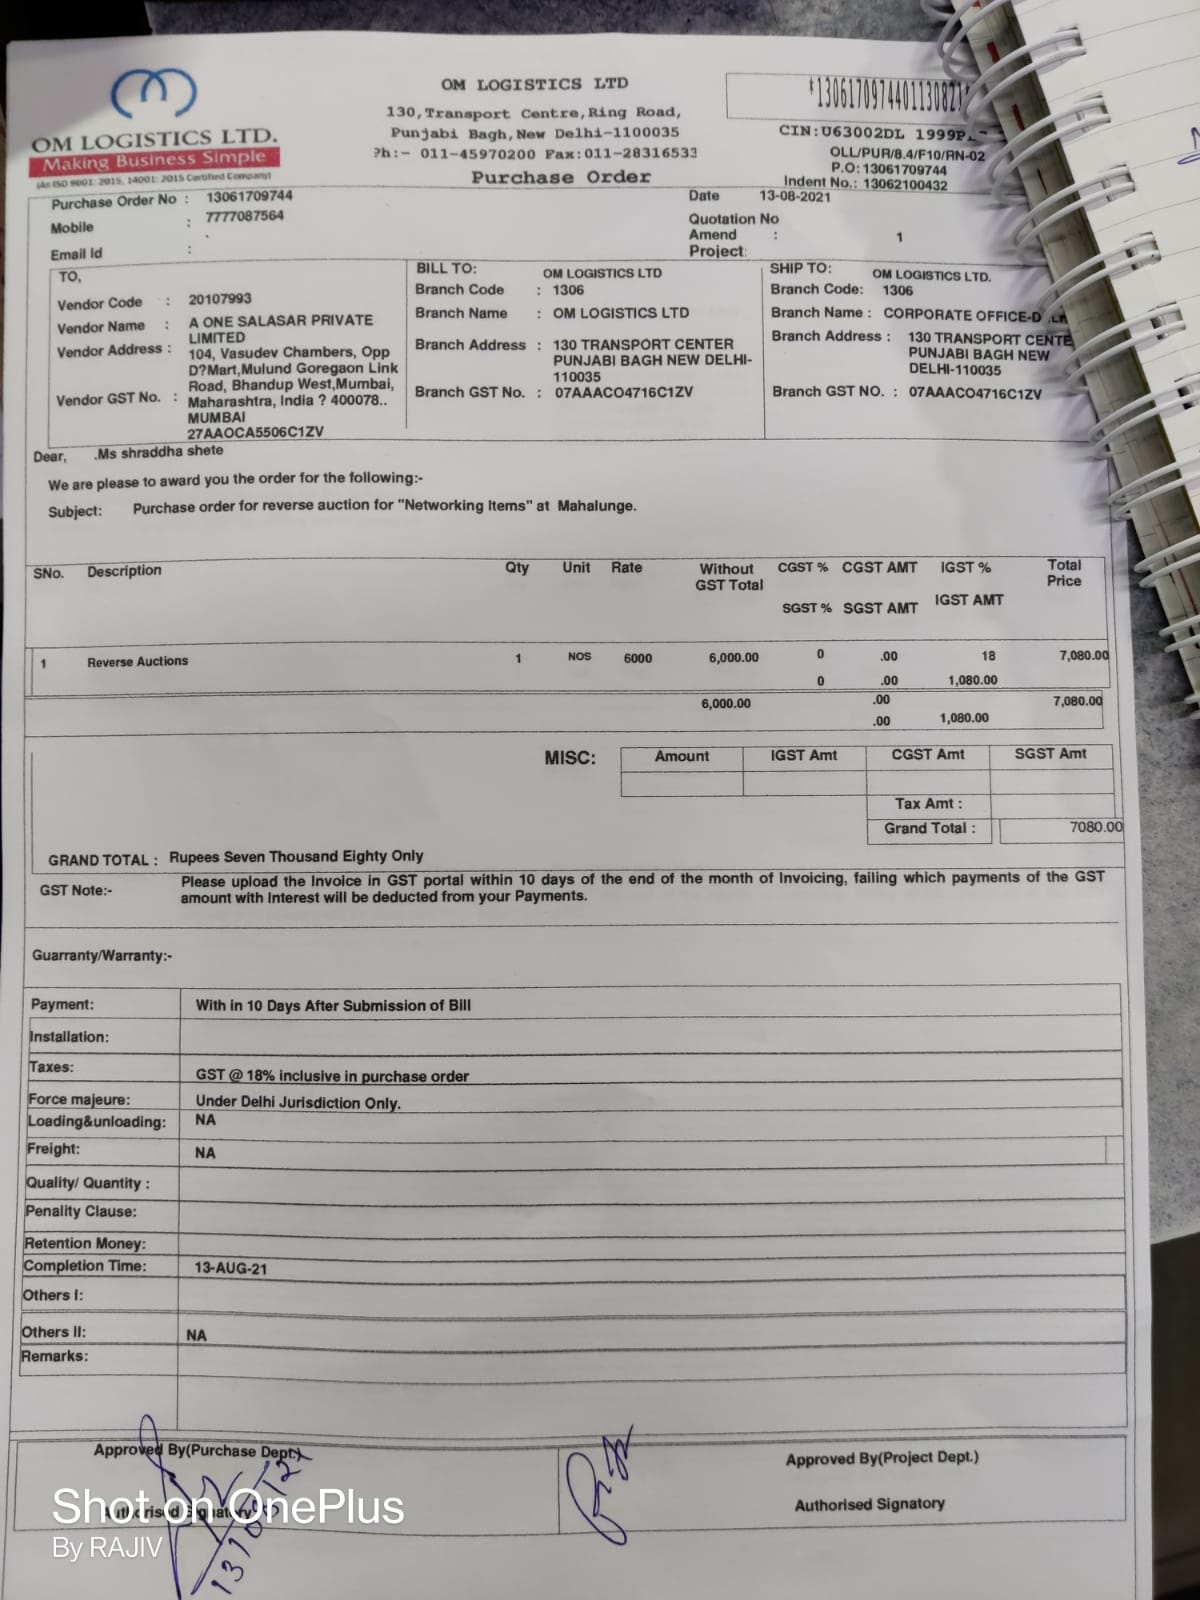 OM LOGISTICS LTD.
Making Business Simple
(An ISO 9001: 2015, 14001: 2015 Certified Company)
OM LOGISTICS LTD
130,Transport Centre,Ring Road,
Punjabi Bagh,New Delhi-1100035
Ph:- 011-45970200 Fax:011-28316533
Purchase Order
CIN:U63002DL 1999P
OLL/PUR/8.4/F10/RN-02
P.O:13061709744
Indent No.: 13062100432
Purchase Order No : 13061709744
Mobile : 7777087564
Email Id :
Date 13-08-2021
Quotation No
Amend : 1
Project:
TO,
Vendor Code : 20107993
Vendor Name : A ONE SALASAR PRIVATE
LIMITED
Vendor Address : 104, Vasudev Chambers, Opp
D?Mart,Mulund Goregaon Link
Road, Bhandup West,Mumbai,
Maharashtra, India ? 400078..
MUMBAI
Vendor GST No. : 27AAOCA5506C1ZV
BILL TO: OM LOGISTICS LTD
Branch Code : 1306
Branch Name : OM LOGISTICS LTD
Branch Address : 130 TRANSPORT CENTER
PUNJABI BAGH NEW DELHI-
110035
Branch GST No. : 07AAACO4716C1ZV
SHIP TO: OM LOGISTICS LTD.
Branch Code: 1306
Branch Name : CORPORATE OFFICE-D
Branch Address : 130 TRANSPORT CENTE
PUNJABI BAGH NEW
DELHI-110035
Branch GST NO. : 07AAACO4716C1ZV
Dear, .Ms shraddha shete
We are please to award you the order for the following:-
Subject: Purchase order for reverse auction for "Networking Items" at Mahalunge.
SNo. Description Qty Unit Rate Without GST Total CGST % CGST AMT IGST % Total Price
SGST % SGST AMT IGST AMT
1 Reverse Auctions 1 NOS 6000 6,000.00 0 .00 18 7,080.00
0 .00 1,080.00
6,000.00 .00 7,080.00
.00 1,080.00
MISC: Amount IGST Amt CGST Amt SGST Amt
Tax Amt :
Grand Total : 7080.00
GRAND TOTAL : Rupees Seven Thousand Eighty Only
GST Note:- Please upload the Invoice in GST portal within 10 days of the end of the month of Invoicing, failing which payments of the GST
amount with Interest will be deducted from your Payments.
Guarranty/Warranty:-
Payment: With in 10 Days After Submission of Bill
Installation:
Taxes: GST @ 18% inclusive in purchase order
Force majeure: Under Delhi Jurisdiction Only.
Loading&unloading: NA
Freight: NA
Quality/ Quantity :
Penality Clause:
Retention Money:
Completion Time: 13-AUG-21
Others I:
Others II: NA
Remarks:
Approved By(Purchase Dept.)
Authorised Signatory
Approved By(Project Dept.)
Authorised Signatory
Shot on OnePlus
By RAJIV